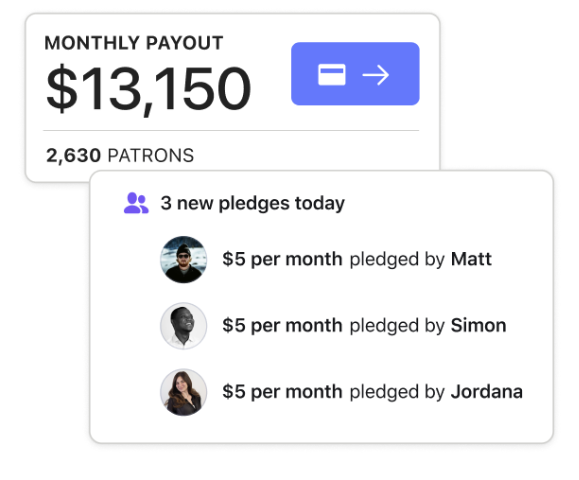 MONTHLY PAYOUT
$13,150
2,630 PATRONS
3 new pledges today
$5 per month pledged by Matt
$5 per month pledged by Simon
$5 per month pledged by Jordana